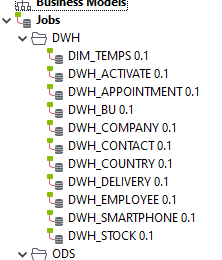 Business Models
Jobs
DWH
DIM_TEMPS 0.1
DWH_ACTIVATE 0.1
DWH_APPOINTMENT 0.1
DWH_BU 0.1
DWH_COMPANY 0.1
DWH_CONTACT 0.1
DWH_COUNTRY 0.1
DWH_DELIVERY 0.1
DWH_EMPLOYEE 0.1
DWH_SMARTPHONE 0.1
DWH_STOCK 0.1
ODS